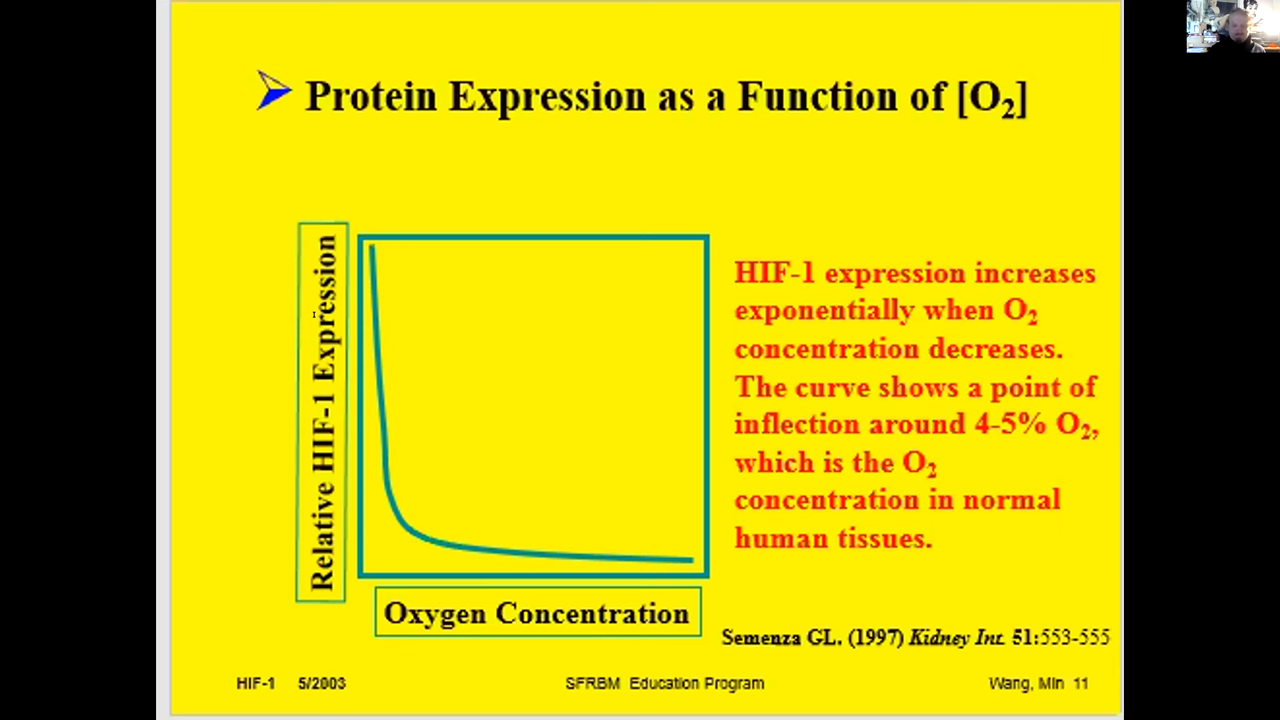 Protein Expression as a Function of [O₂]
Relative HIF-1 Expression
HIF-1 expression increases
exponentially when O₂
concentration decreases.
The curve shows a point of
inflection around 4-5% O₂,
which is the O₂
concentration in normal
human tissues.
Oxygen Concentration
Semenza GL. (1997) Kidney Int. 51:553-555
HIF-1 5/2003
SFRBM Education Program
Wang, Min 11